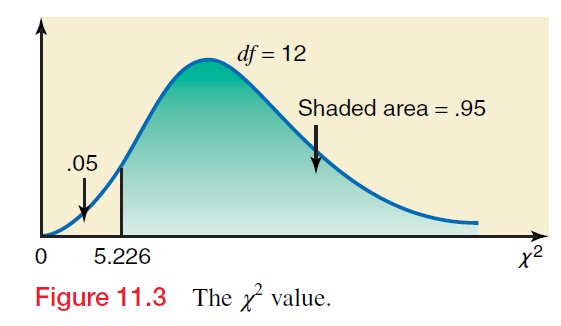 df = 12
Shaded area = .95
.05
0 5.226 χ²
Figure 11.3 The χ² value.